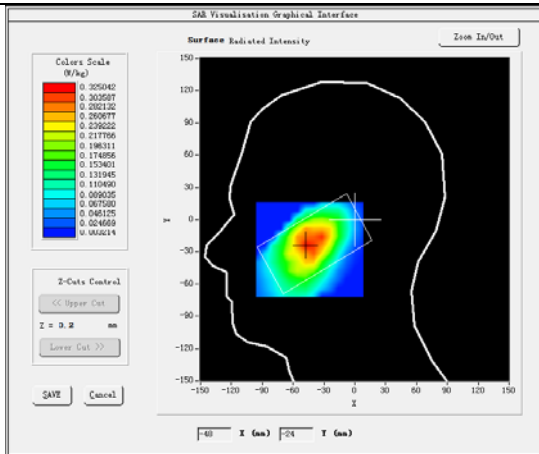 SAR Visualisation Graphical Interface
Surface Radiated Intensity
Zoom In/Out
Colors Scale
(W/kg)
0.325042
0.303587
0.282132
0.260677
0.239222
0.217766
0.196311
0.174856
0.153401
0.131945
0.110490
0.089035
0.067580
0.046125
0.024669
0.003214
Z-Cuts Control
<< Upper Cut
Z = 3.2 mm
Lower Cut >>
SAVE
Cancel
150
120
90
60
30
0
-30
-60
-90
-120
-150
Y
-150 -120 -90 -60 -30 0 30 60 90 120 150
X
-48 X (mm) -24 Y (mm)